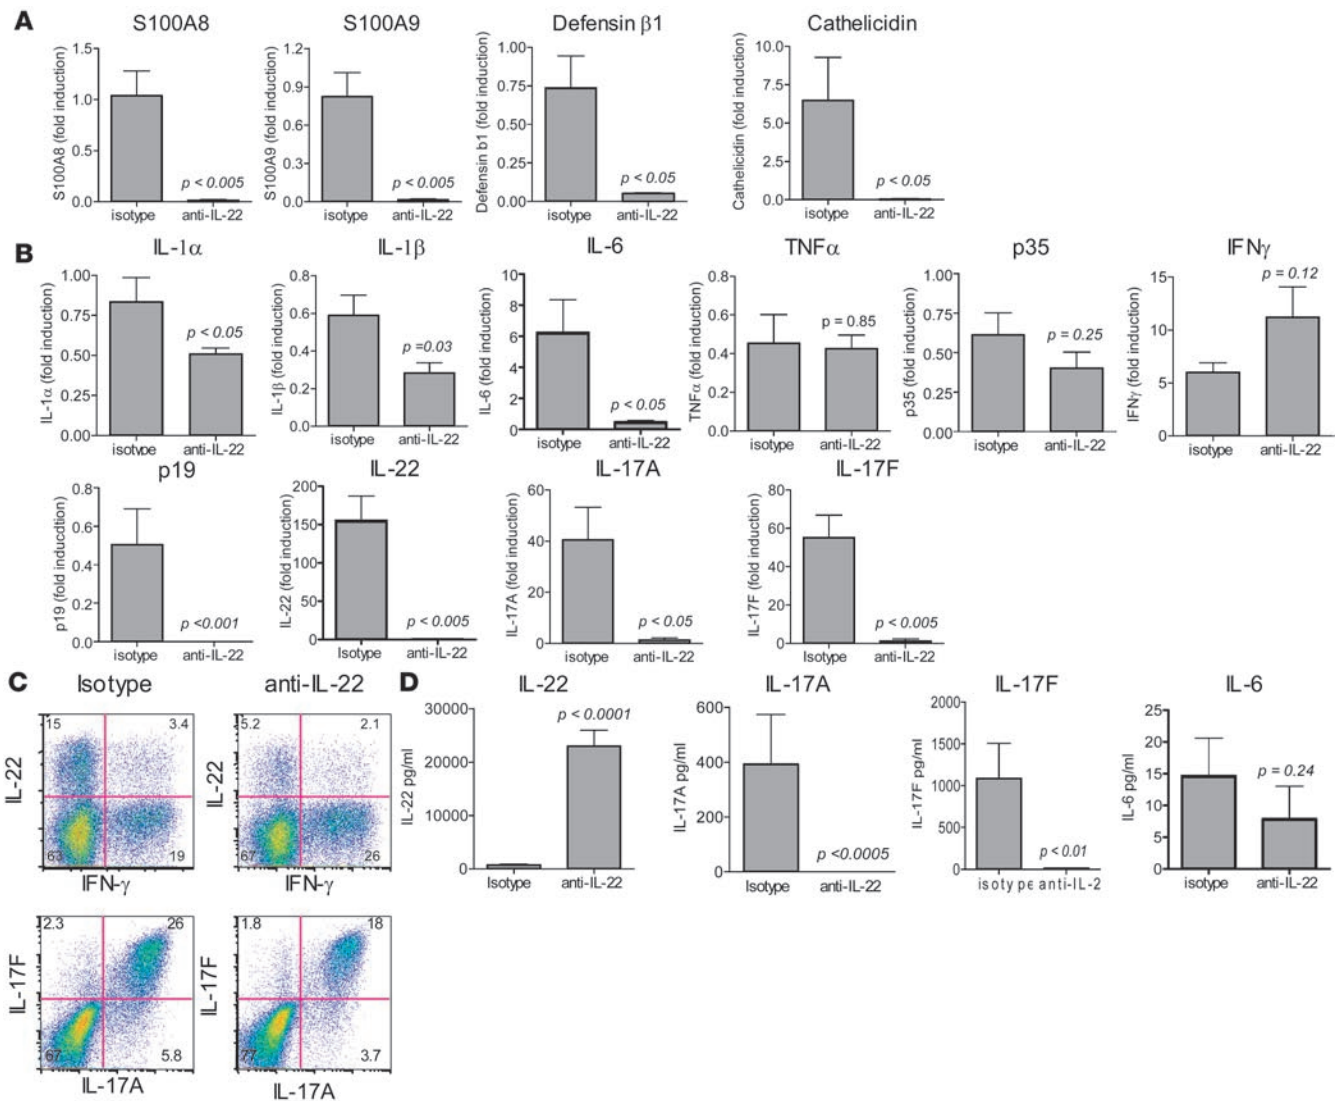 A
S100A8
S100A9
Defensin β1
Cathelicidin
S100A8 (fold induction)
1.5
1.0
0.5
0.0
p < 0.005
isotype
anti-IL-22
S100A9 (fold induction)
1.2
0.9
0.6
0.3
0.0
p < 0.005
isotype
anti-IL-22
Defensin b1 (fold induction)
1.00
0.75
0.50
0.25
0.00
p < 0.05
isotype
anti-IL-22
Cathelicidin (fold induction)
10.0
7.5
5.0
2.5
0.0
p < 0.05
isotype
anti-IL-22
B
IL-1α
IL-1β
IL-6
TNFα
p35
IFNγ
IL-1α (fold induction)
1.00
0.75
0.50
0.25
0.00
p < 0.05
isotype
anti-IL-22
IL-1β (fold induction)
0.8
0.6
0.4
0.2
0.0
p =0.03
isotype
anti-IL-22
IL-6 (fold induction)
10
8
6
4
2
0
p < 0.05
isotype
anti-IL-22
TNFα (fold induction)
0.8
0.6
0.4
0.2
0.0
p = 0.85
isotype
anti-IL-22
p35 (fold induction)
1.00
0.75
0.50
0.25
0.00
p = 0.25
isotype
anti-IL-22
IFNγ (fold induction)
15
10
5
0
p = 0.12
isotype
anti-IL-22
p19
IL-22
IL-17A
IL-17F
p19 (fold inducdtion)
0.8
0.6
0.4
0.2
0.0
p <0.001
isotype
anti-IL-22
IL-22 (fold induction)
200
150
100
50
0
p < 0.005
Isotype
anti-IL-22
IL-17A (fold induction)
60
40
20
0
p < 0.05
isotype
anti-IL-22
IL-17F (fold induction)
80
60
40
20
0
p < 0.005
isotype
anti-IL-22
C
Isotype
anti-IL-22
IL-22
15
3.4
63
19
IFN-γ
IL-22
5.2
2.1
67
26
IFN-γ
IL-17F
2.3
26
67
5.8
IL-17A
IL-17F
1.8
18
77
3.7
IL-17A
D
IL-22
IL-17A
IL-17F
IL-6
IL-22 pg/ml
30000
20000
10000
0
p < 0.0001
Isotype
anti-IL-22
IL-17A pg/ml
600
400
200
0
p <0.0005
Isotype
anti-IL-22
IL-17F pg/ml
2000
1500
1000
500
0
p < 0.01
isotype anti-IL-2
IL-6 pg/ml
25
20
15
10
5
0
p = 0.24
isotype
anti-IL-22